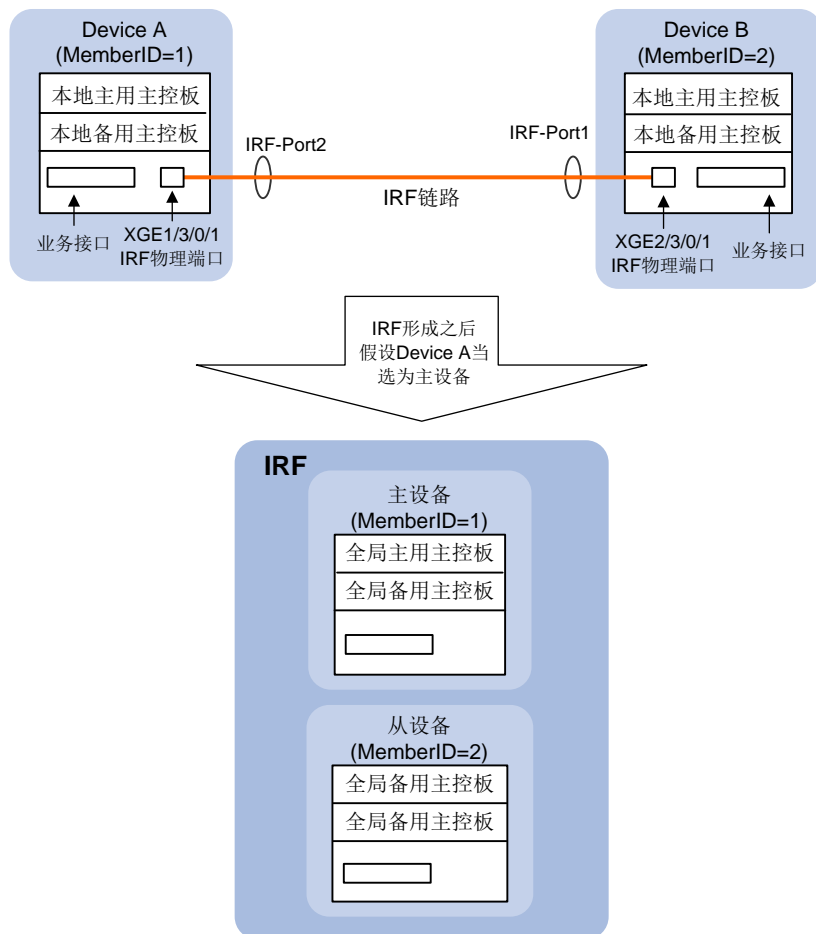 Device A
(MemberID=1)
本地主用主控板
本地备用主控板
业务接口
XGE1/3/0/1
IRF物理端口
IRF-Port2
IRF链路
IRF-Port1
Device B
(MemberID=2)
本地主用主控板
本地备用主控板
XGE2/3/0/1
IRF物理端口
业务接口
IRF形成之后
假设Device A当
选为主设备
IRF
主设备
(MemberID=1)
全局主用主控板
全局备用主控板
从设备
(MemberID=2)
全局备用主控板
全局备用主控板